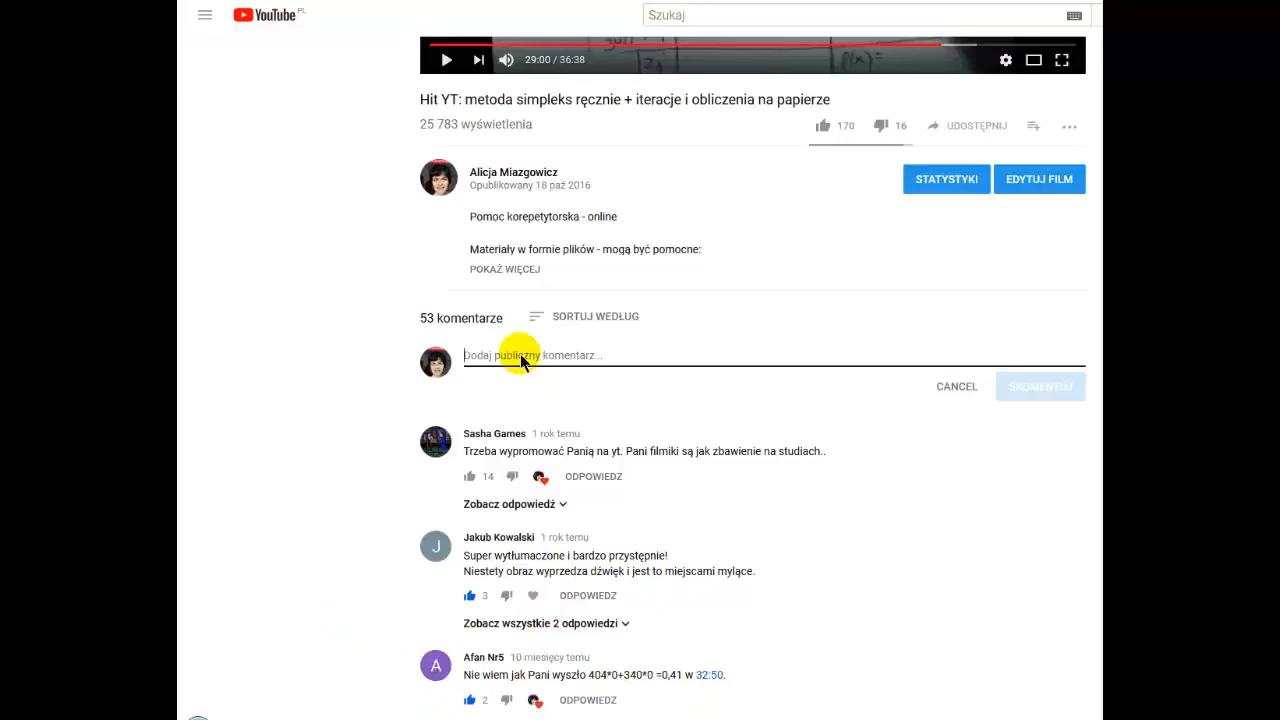 YouTube PL
Szukaj
29:00 / 36:38
Hit YT: metoda simpleks ręcznie + iteracje i obliczenia na papierze
25 783 wyświetlenia
170
16
UDOSTĘPNIJ
Alicja Miazgowicz
Opublikowany 18 paź 2016
STATYSTYKI
EDYTUJ FILM
Pomoc korepetytorska - online
Materiały w formie plików - mogą być pomocne:
POKAŻ WIĘCEJ
53 komentarze
SORTUJ WEDŁUG
Dodaj publiczny komentarz...
CANCEL
SKOMENTUJ
Sasha Games 1 rok temu
Trzeba wypromować Panią na yt. Pani filmiki są jak zbawienie na studiach..
14
ODPOWIEDZ
Zobacz odpowiedź
J
Jakub Kowalski 1 rok temu
Super wytłumaczone i bardzo przystępnie!
Niestety obraz wyprzedza dźwięk i jest to miejscami mylące.
3
ODPOWIEDZ
Zobacz wszystkie 2 odpowiedzi
A
Afan Nr5 10 miesięcy temu
Nie wiem jak Pani wyszło 404*0+340*0 =0,41 w 32:50.
2
ODPOWIEDZ